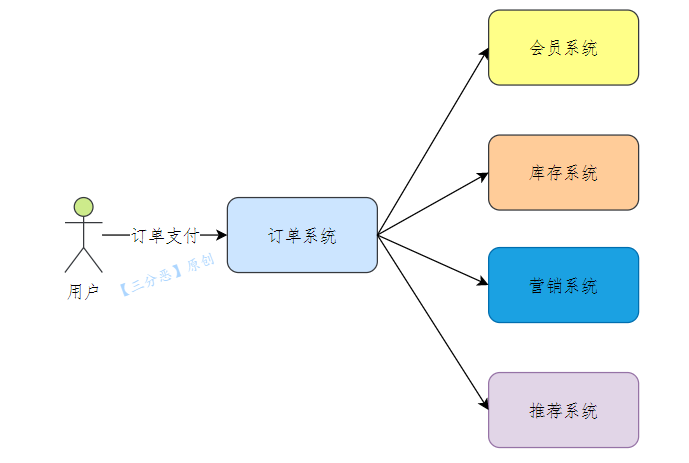 会员系统
库存系统
订单支付
订单系统
用户
【三分恶】原创
营销系统
推荐系统